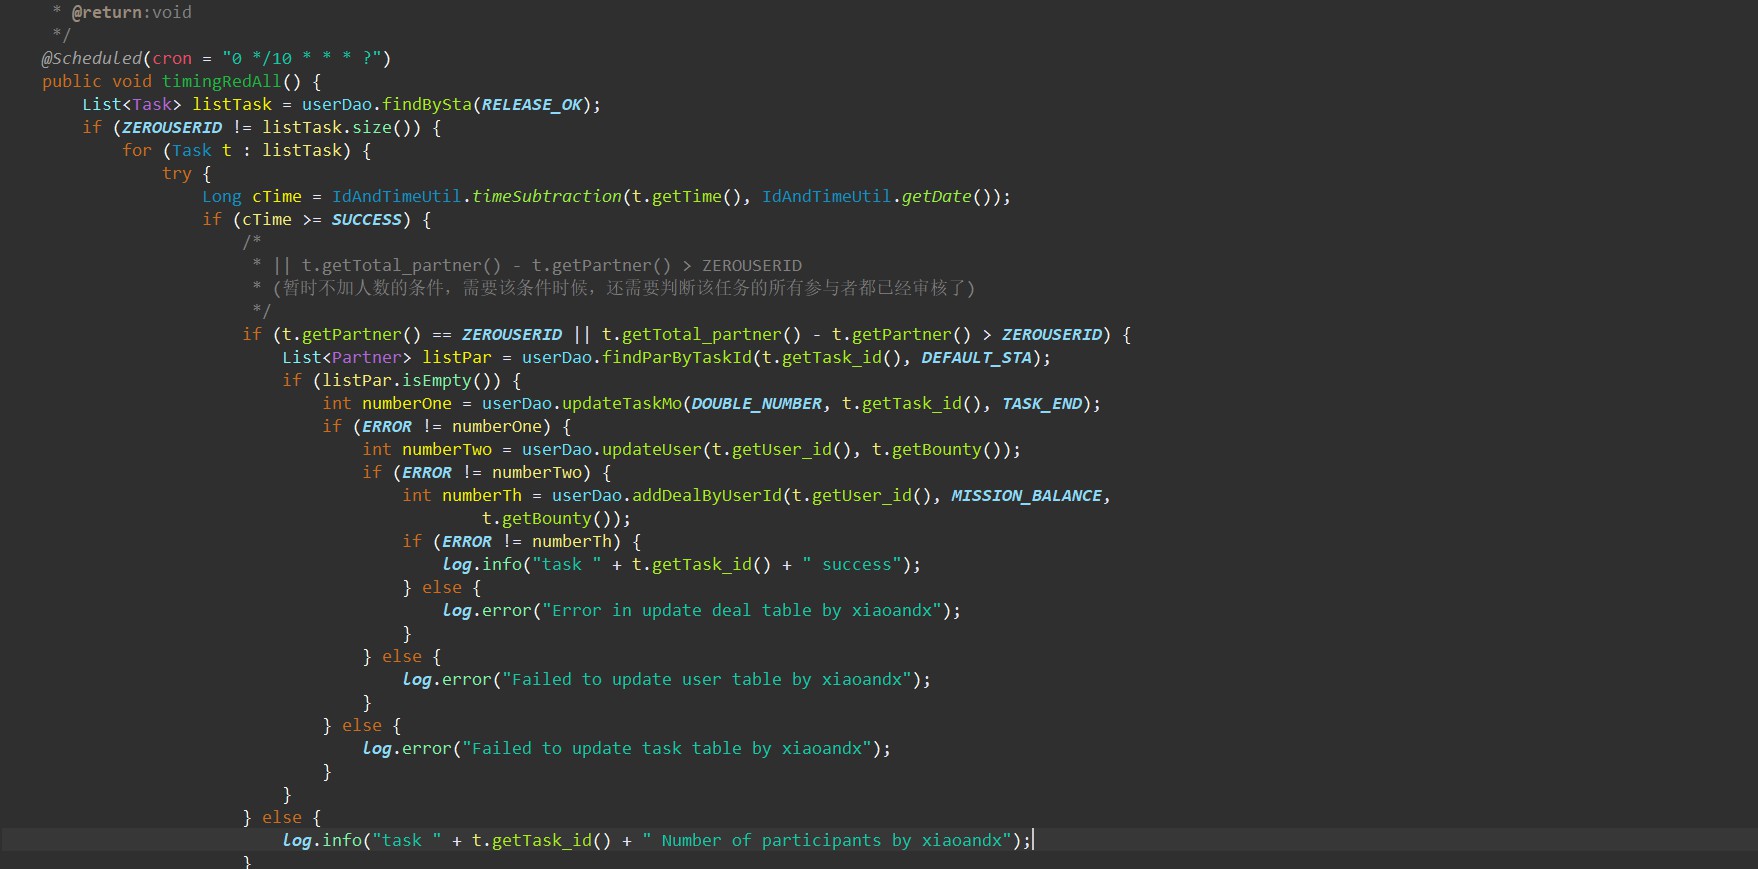 * @return:void
*/
@Scheduled(cron = "0 */10 * * * ?")
public void timingRedAll() {
List<Task> listTask = userDao.findBySta(RELEASE_OK);
if (ZEROUSERID != listTask.size()) {
for (Task t : listTask) {
try {
Long cTime = IdAndTimeUtil.timeSubtraction(t.getTime(), IdAndTimeUtil.getDate());
if (cTime >= SUCCESS) {
/*
* || t.getTotal_partner() - t.getPartner() > ZEROUSERID
* (暂时不加人数的条件，需要该条件时候，还需要判断该任务的所有参与者都已经审核了)
*/
if (t.getPartner() == ZEROUSERID || t.getTotal_partner() - t.getPartner() > ZEROUSERID) {
List<Partner> listPar = userDao.findParByTaskId(t.getTask_id(), DEFAULT_STA);
if (listPar.isEmpty()) {
int numberOne = userDao.updateTaskMo(DOUBLE_NUMBER, t.getTask_id(), TASK_END);
if (ERROR != numberOne) {
int numberTwo = userDao.updateUser(t.getUser_id(), t.getBounty());
if (ERROR != numberTwo) {
int numberTh = userDao.addDealByUserId(t.getUser_id(), MISSION_BALANCE,
t.getBounty());
if (ERROR != numberTh) {
log.info("task " + t.getTask_id() + " success");
} else {
log.error("Error in update deal table by xiaoandx");
}
} else {
log.error("Failed to update user table by xiaoandx");
}
} else {
log.error("Failed to update task table by xiaoandx");
}
}
} else {
log.info("task " + t.getTask_id() + " Number of participants by xiaoandx");
}